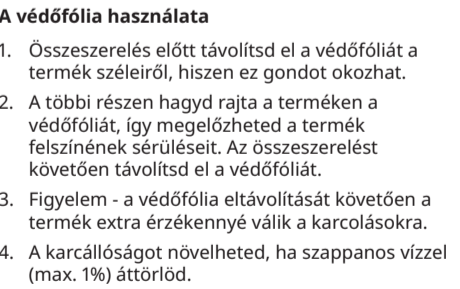 A védőfólia használata
1. Összeszerelés előtt távolítsd el a védőfóliát a
termék széleiről, hiszen ez gondot okozhat.
2. A többi részen hagyd rajta a terméken a
védőfóliát, így megelőzheted a termék
felszínének sérüléseit. Az összeszerelést
követően távolítsd el a védőfóliát.
3. Figyelem - a védőfólia eltávolítását követően a
termék extra érzékennyé válik a karcolásokra.
4. A karcállóságot növelheted, ha szappanos vízzel
(max. 1%) áttörlöd.